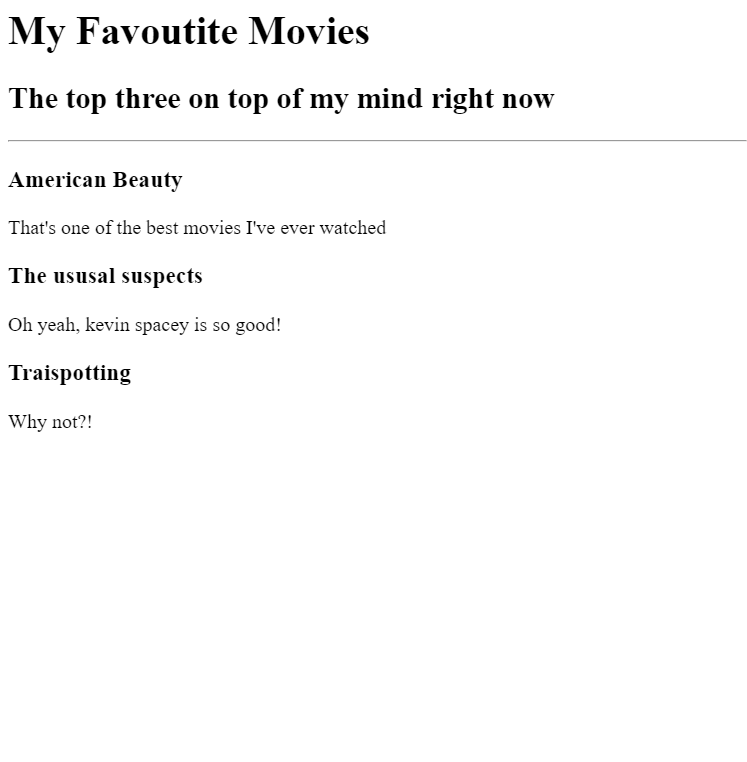 My Favoutite Movies
The top three on top of my mind right now
American Beauty
That's one of the best movies I've ever watched
The ususal suspects
Oh yeah, kevin spacey is so good!
Traispotting
Why not?!